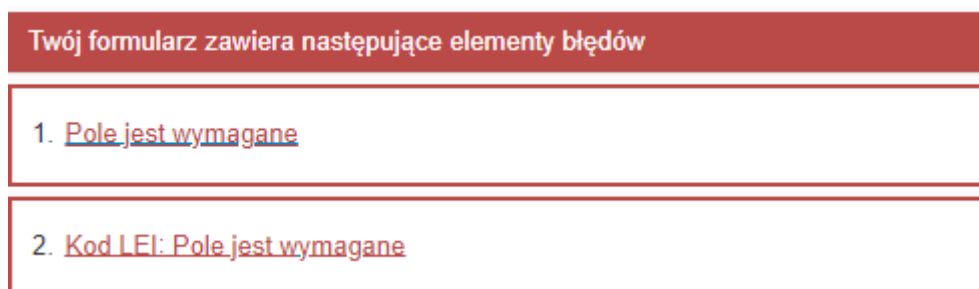 Twój formularz zawiera następujące elementy błędów
1. Pole jest wymagane
2. Kod LEI: Pole jest wymagane